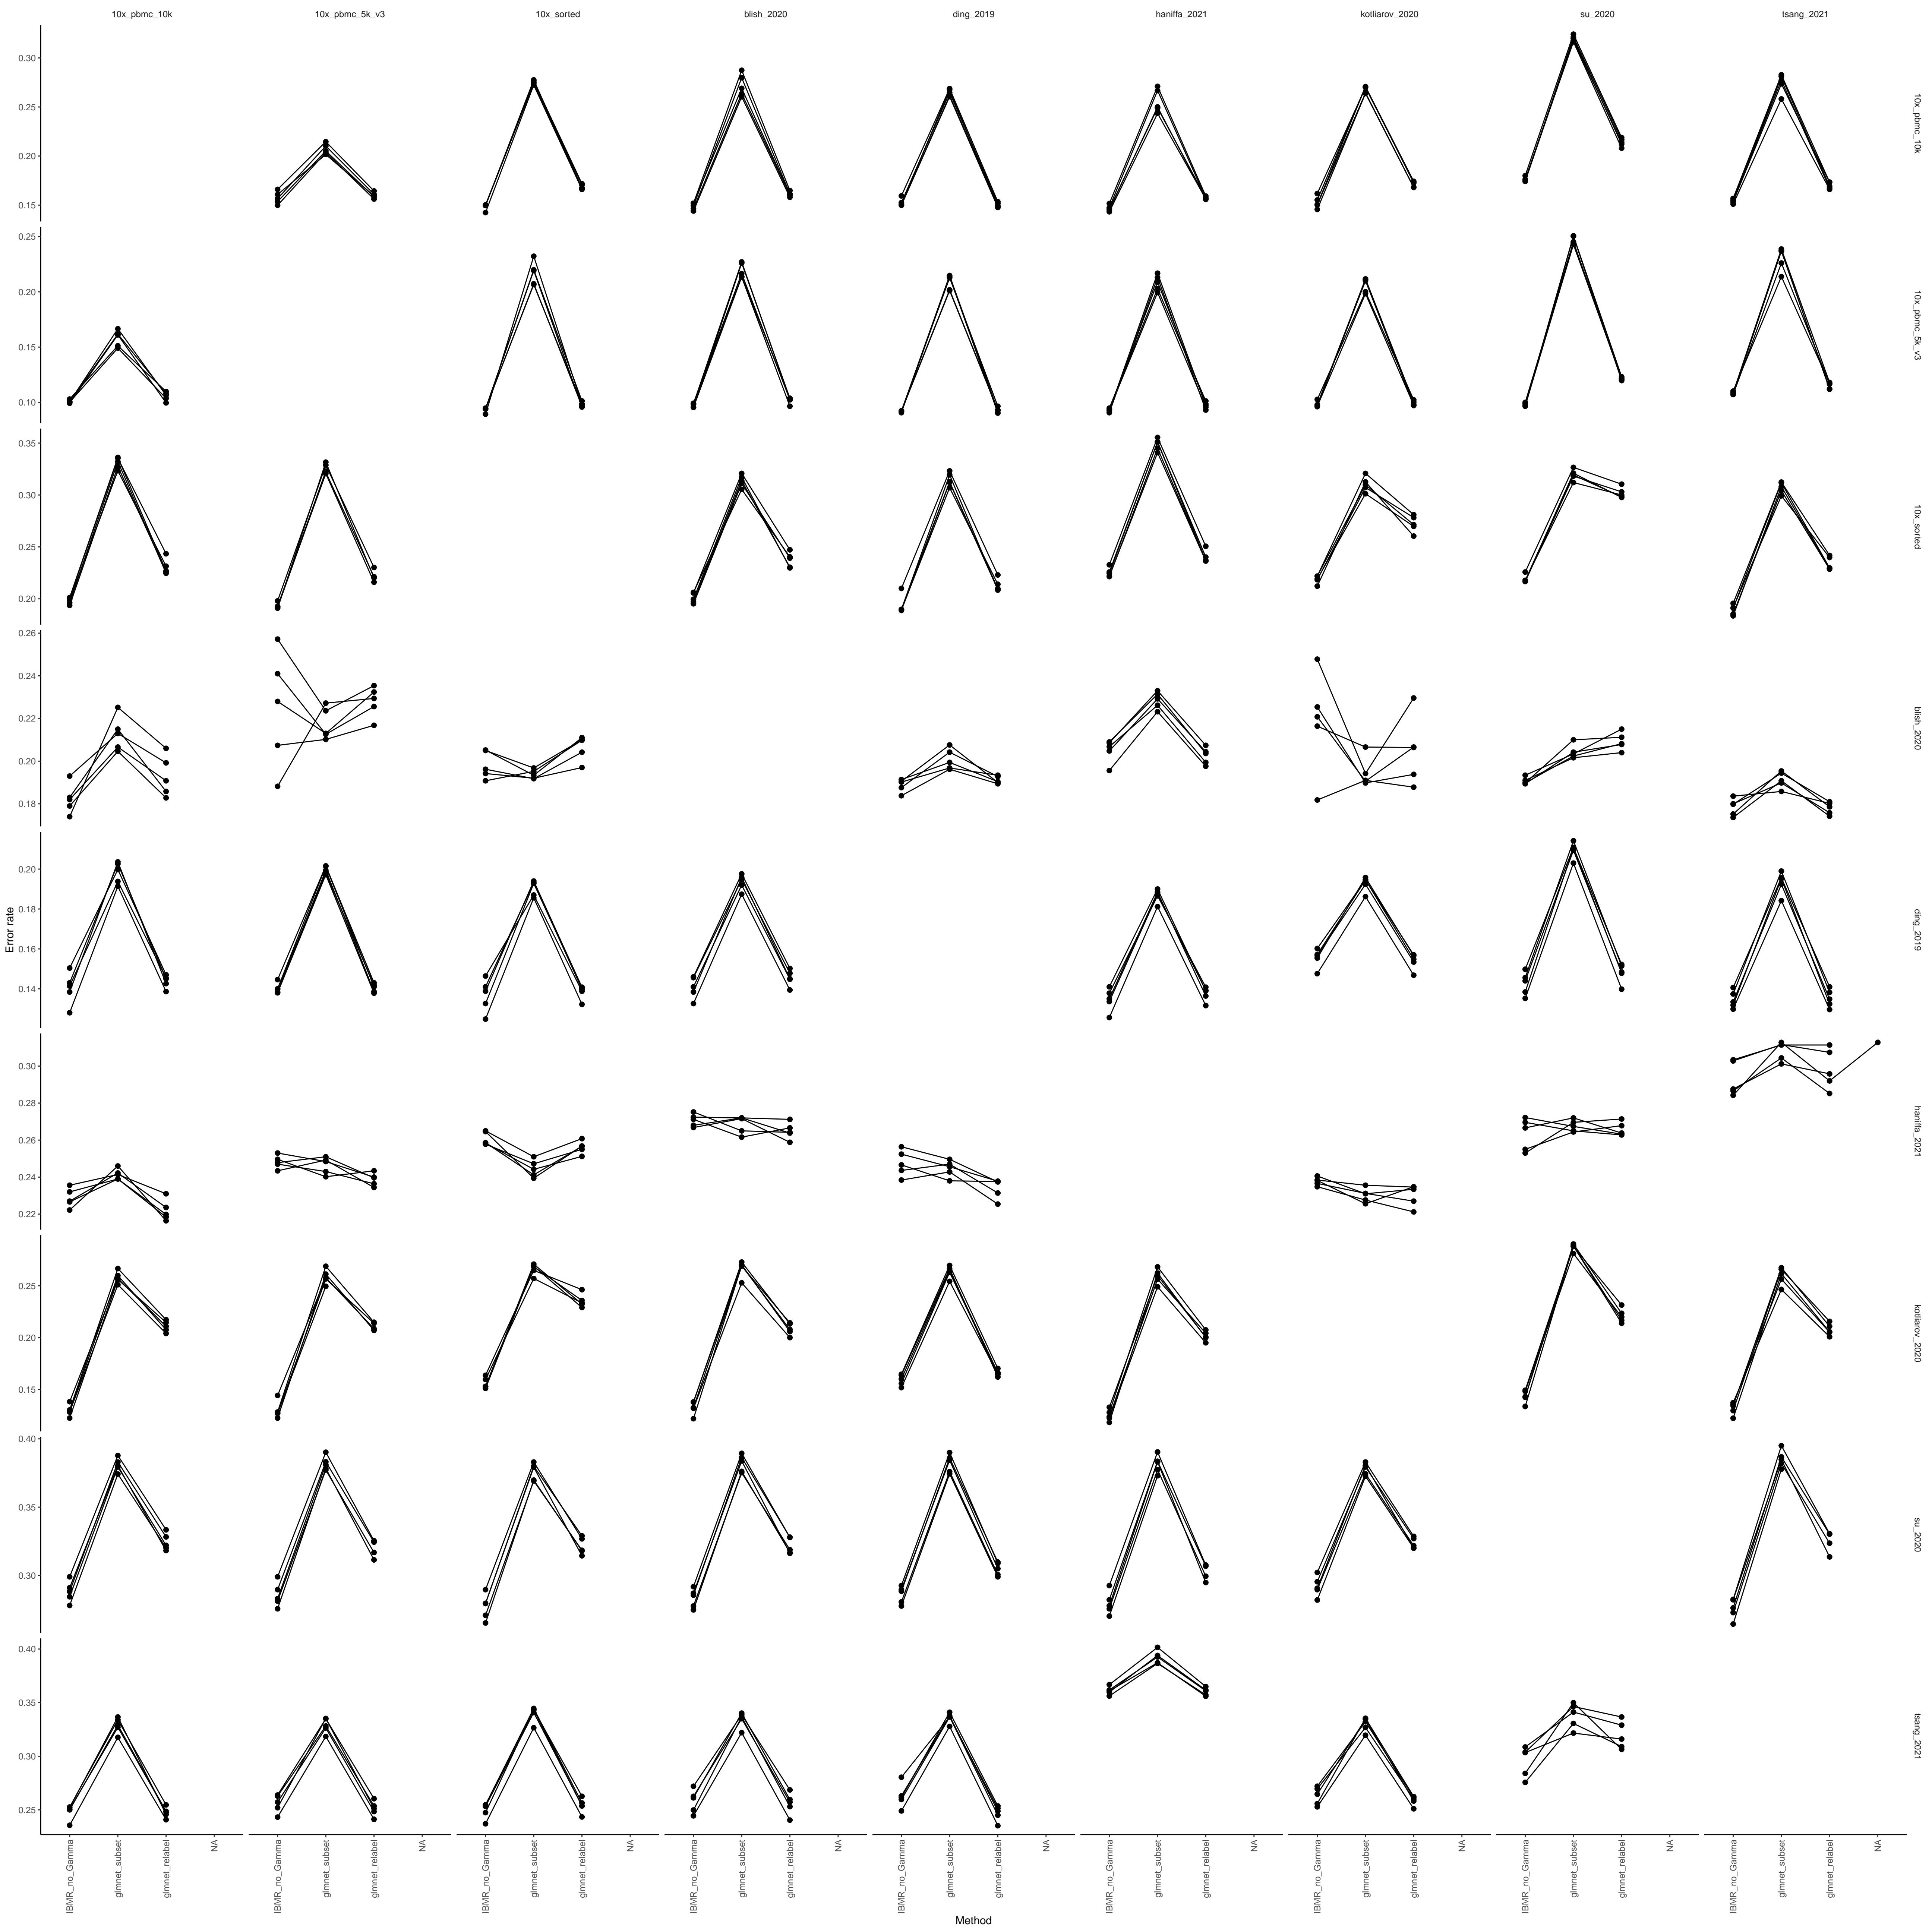 10x_pbmc_10k 10x_pbmc_5k_v3 10x_sorted blish_2020 ding_2019 haniffa_2021 kotliarov_2020 su_2020 tsang_2021
0.30
0.25
0.20
0.15
10x_pbmc_10k
0.25
0.20
0.15
0.10
10x_pbmc_5k_v3
0.35
0.30
0.25
0.20
10x_sorted
0.26
0.24
0.22
0.20
0.18
blish_2020
Error rate
0.20
0.18
0.16
0.14
ding_2019
0.30
0.28
0.26
0.24
0.22
haniffa_2021
0.25
0.20
0.15
kotliarov_2020
0.40
0.35
0.30
su_2020
0.40
0.35
0.30
0.25
tsang_2021
IBMR_no_Gamma glmnet_subset glmnet_relabel NA IBMR_no_Gamma glmnet_subset glmnet_relabel NA IBMR_no_Gamma glmnet_subset glmnet_relabel NA IBMR_no_Gamma glmnet_subset glmnet_relabel NA IBMR_no_Gamma glmnet_subset glmnet_relabel NA IBMR_no_Gamma glmnet_subset glmnet_relabel NA IBMR_no_Gamma glmnet_subset glmnet_relabel NA IBMR_no_Gamma glmnet_subset glmnet_relabel NA IBMR_no_Gamma glmnet_subset glmnet_relabel NA
Method